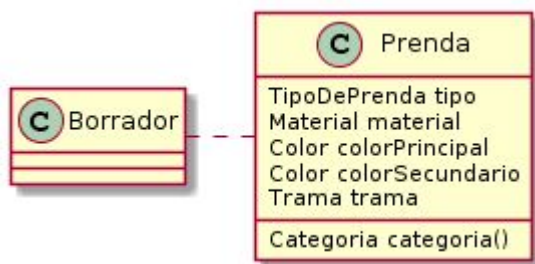 C Borrador
C Prenda
TipoDePrenda tipo
Material material
Color colorPrincipal
Color colorSecundario
Trama trama
Categoria categoria()